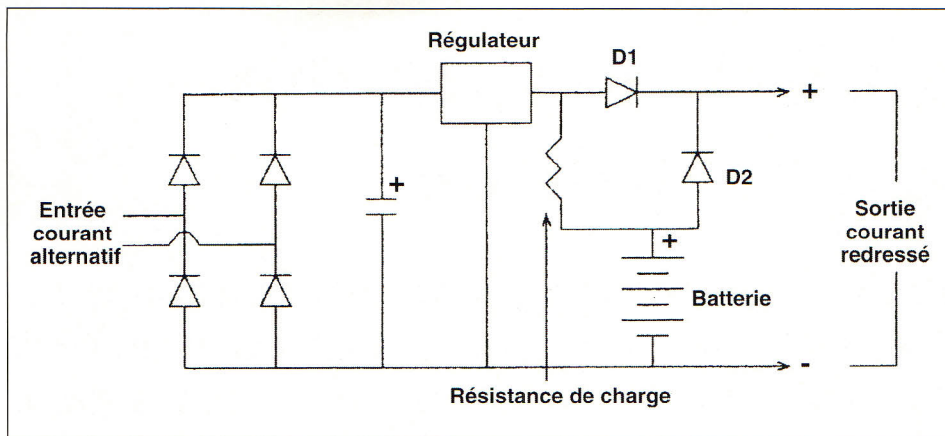 Régulateur
D1
+
+
D2
Entrée
courant
alternatif
Sortie
courant
redressé
+
Batterie
-
Résistance de charge